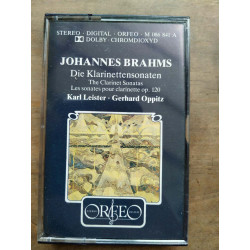 STEREO · DIGITAL · ORFEO · M 086 841 A
DOLBY · CHROMDIOXYD
JOHANNES BRAHMS
Die Klarinettensonaten
The Clarinet Sonatas
Les sonates pour clarinette op. 120
Karl Leister · Gerhard Oppitz
ORFEO